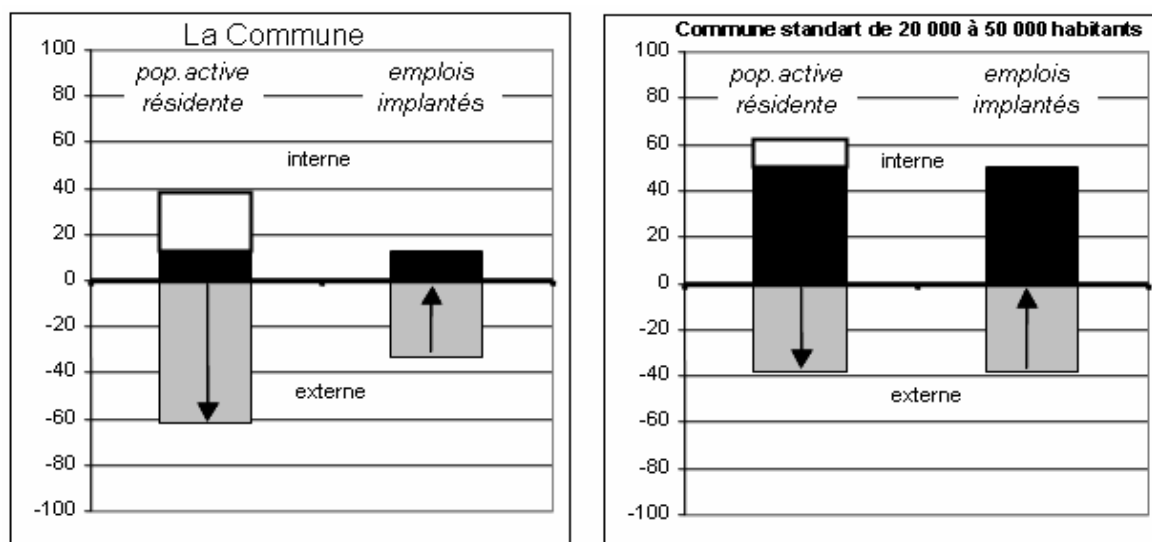 La Commune
100
80
60
40
20
0
-20
-40
-60
-80
-100
pop.active
résidente
emplois
implantés
interne
externe
Commune standart de 20 000 à 50 000 habitants
100
80
60
40
20
0
-20
-40
-60
-80
-100
pop.active
résidente
emplois
implantés
interne
externe